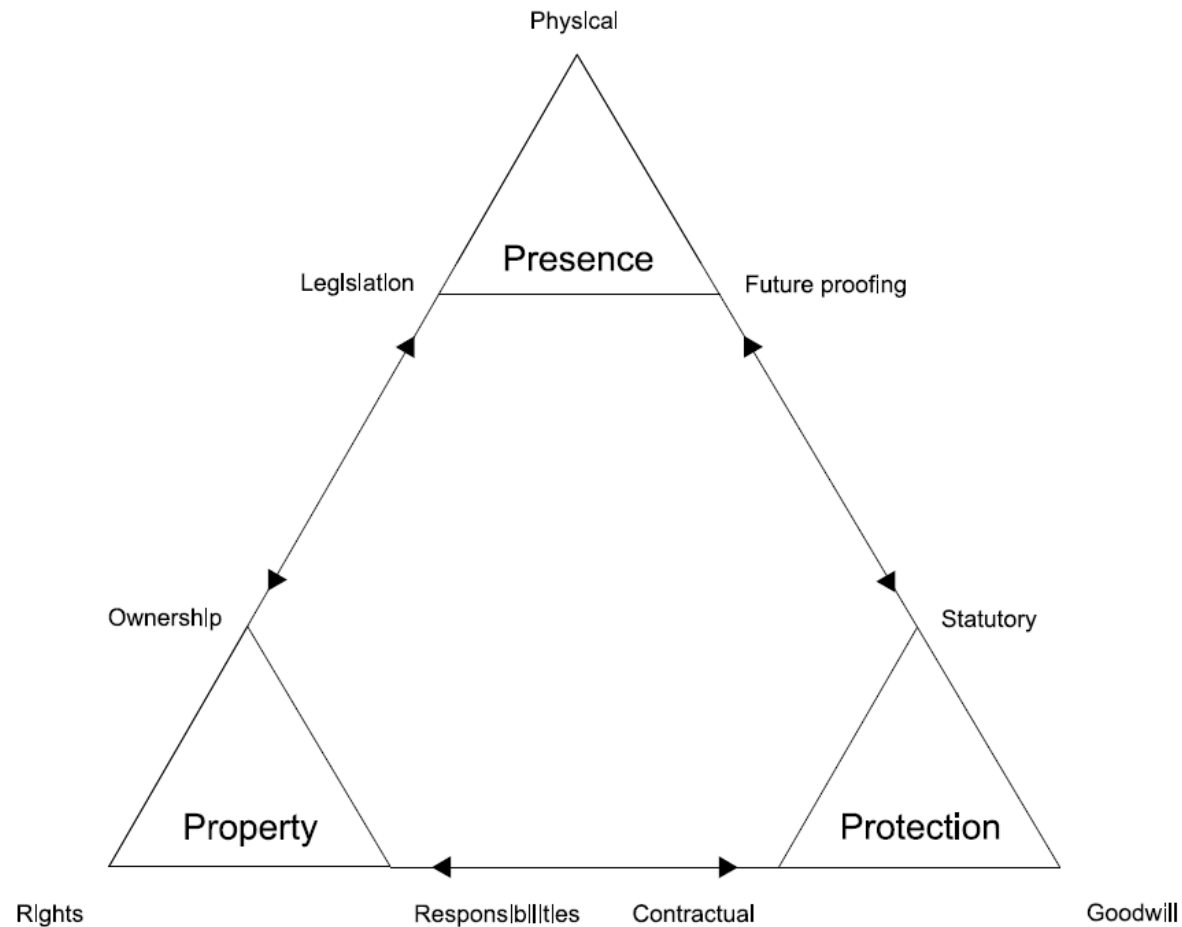 Physical
Presence
Legislation
Future proofing
Ownership
Statutory
Property
Protection
Rights
Responsibilities
Contractual
Goodwill